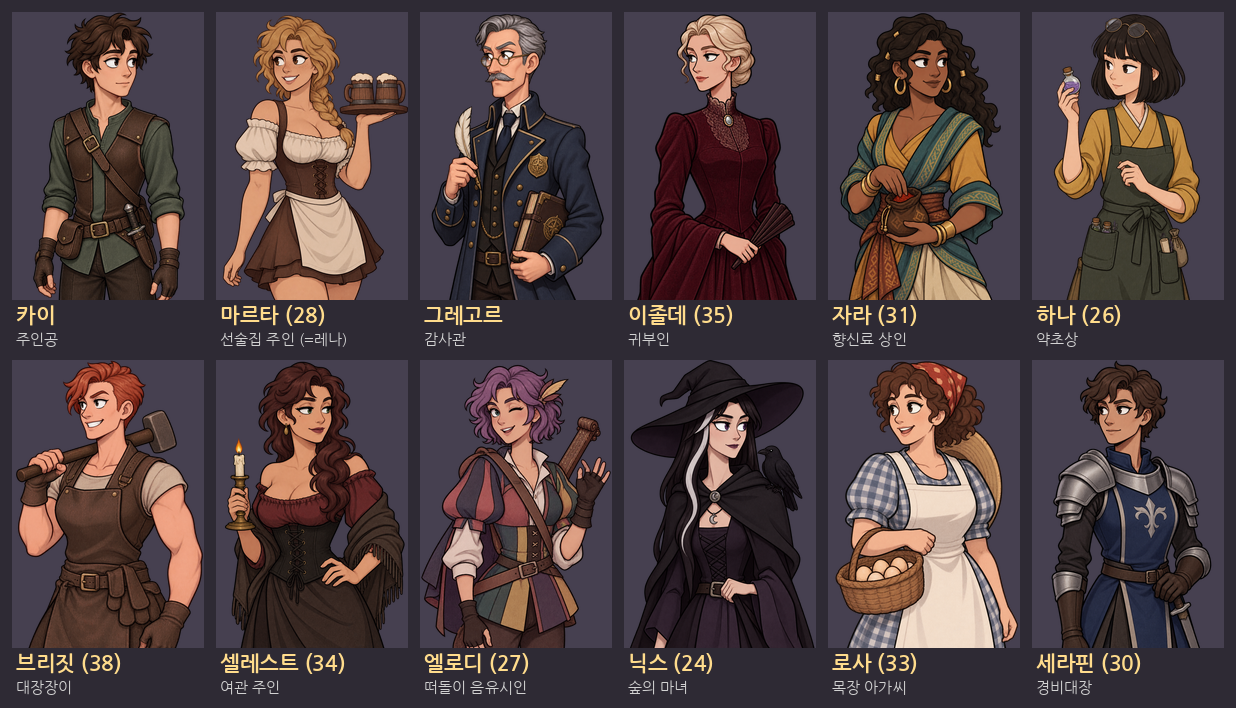 카이
주인공
마르타 (28)
선술집 주인 (=레나)
그레고르
감사관
이졸데 (35)
귀부인
자라 (31)
향신료 상인
하나 (26)
약초상
브리짓 (38)
대장장이
셀레스트 (34)
여관 주인
엘로디 (27)
떠돌이 음유시인
닉스 (24)
숲의 마녀
로사 (33)
목장 아가씨
세라핀 (30)
경비대장